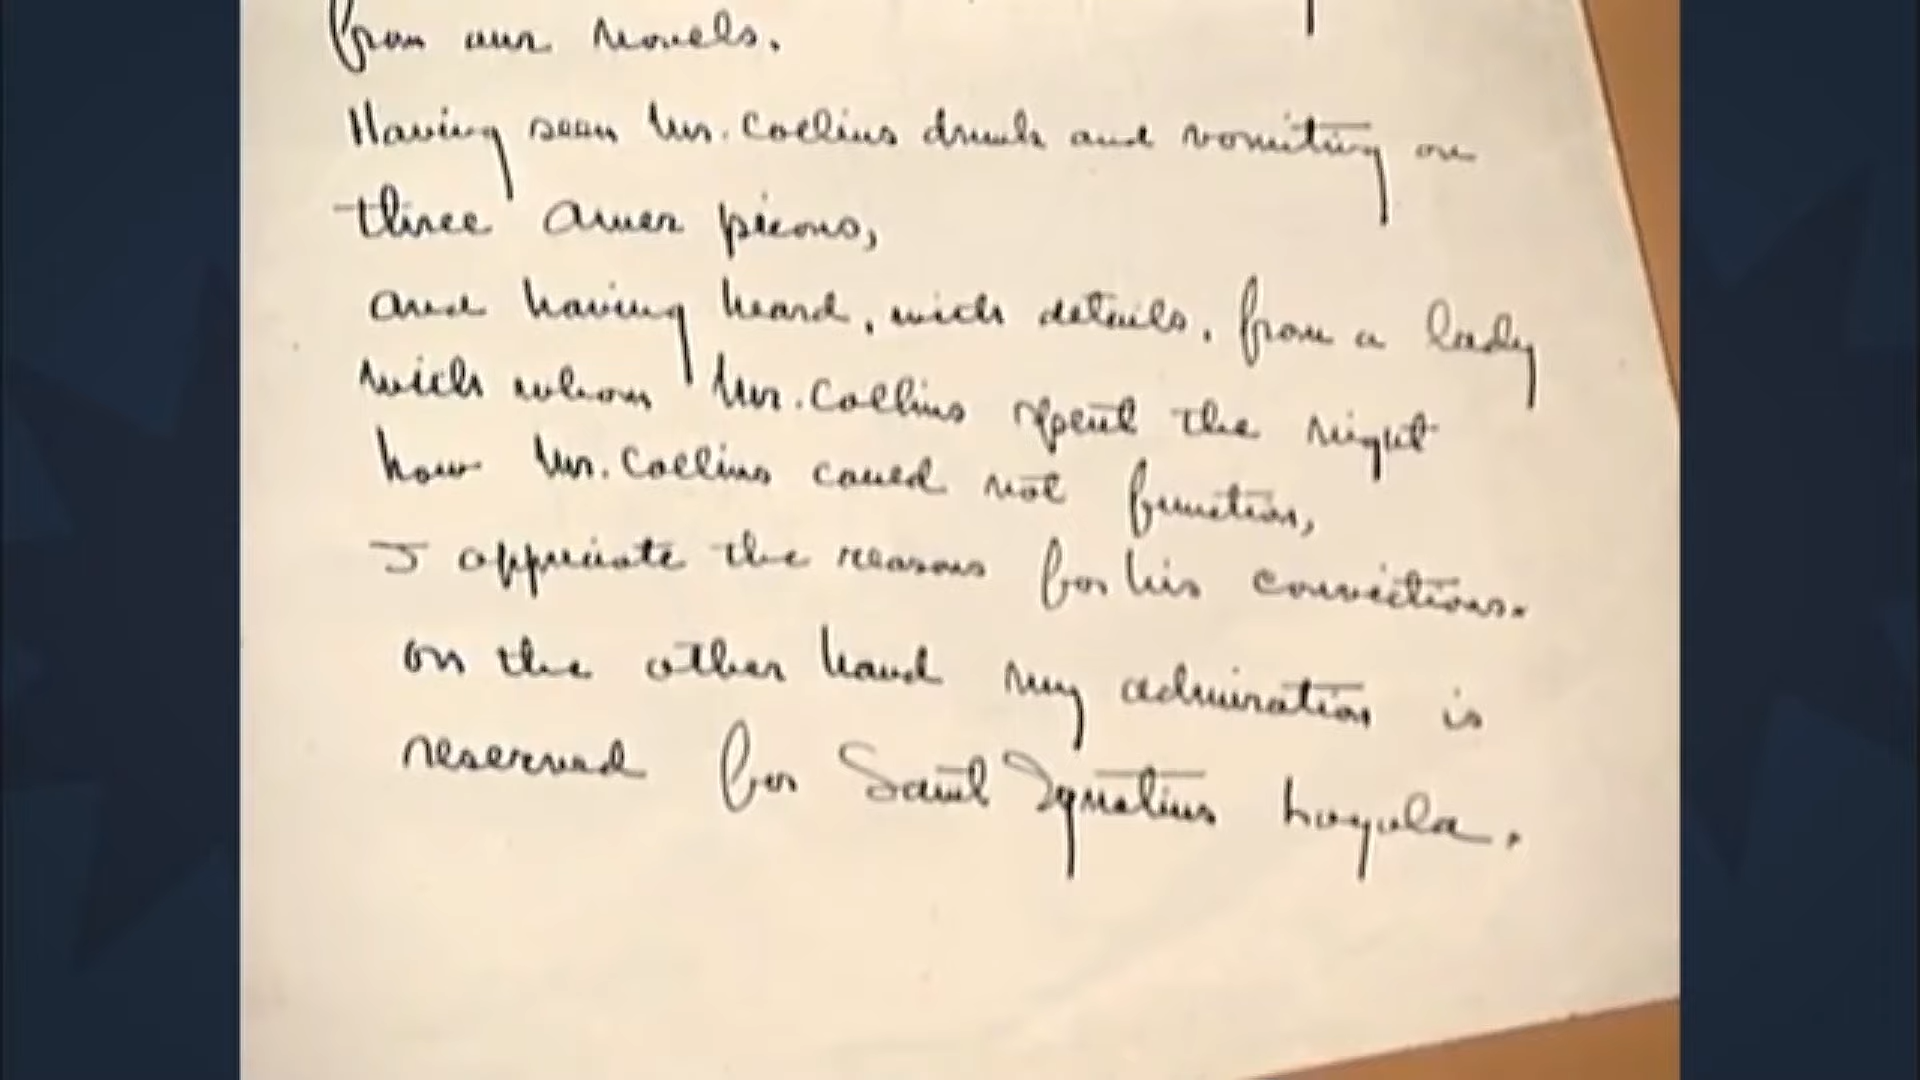 from our novels.
Having seen Mr. Collins drunk and vomiting on
three amer picons,
and having heard, with details, from a lady
with whom Mr. Collins spent the night
how Mr. Collins could not function,
I appriciate the reasons for his convictions.
on the other hand my admiration is
reserved for Saint Ignatius Loyola.